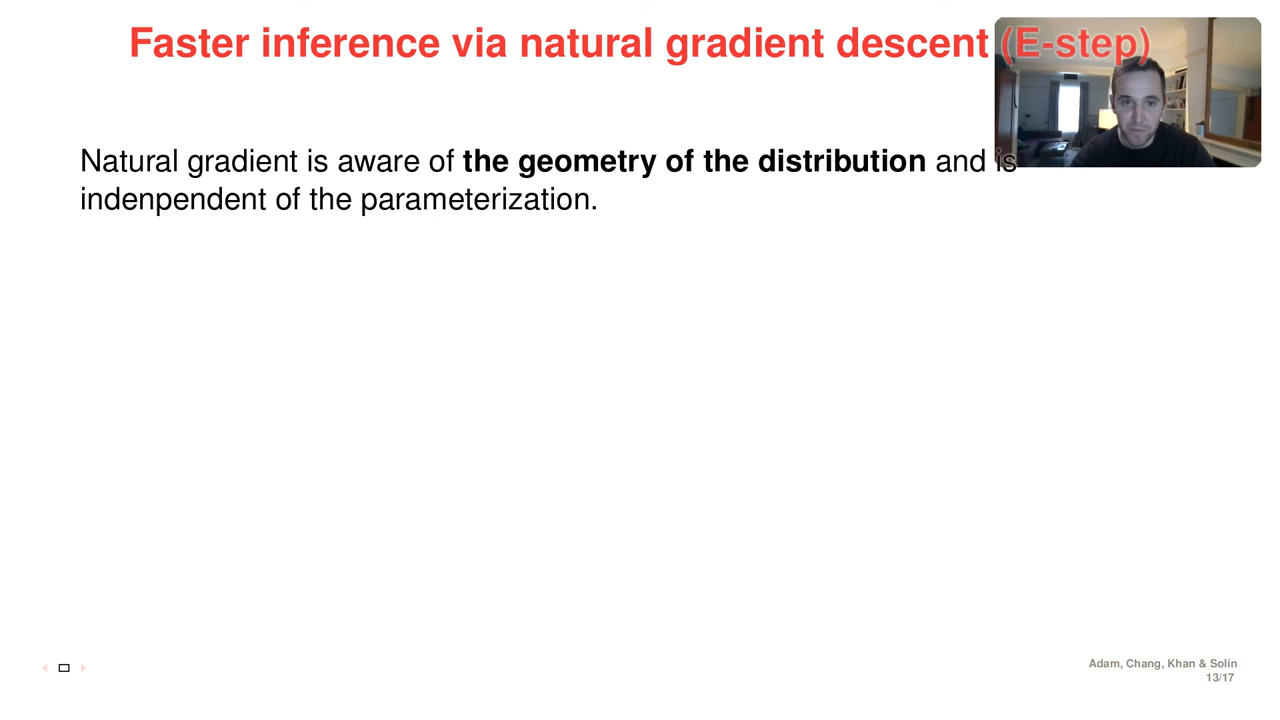 Faster inference via natural gradient descent (E-step)
Natural gradient is aware of the geometry of the distribution and is
indenpendent of the parameterization.
Adam, Chang, Khan & Solin
13/17